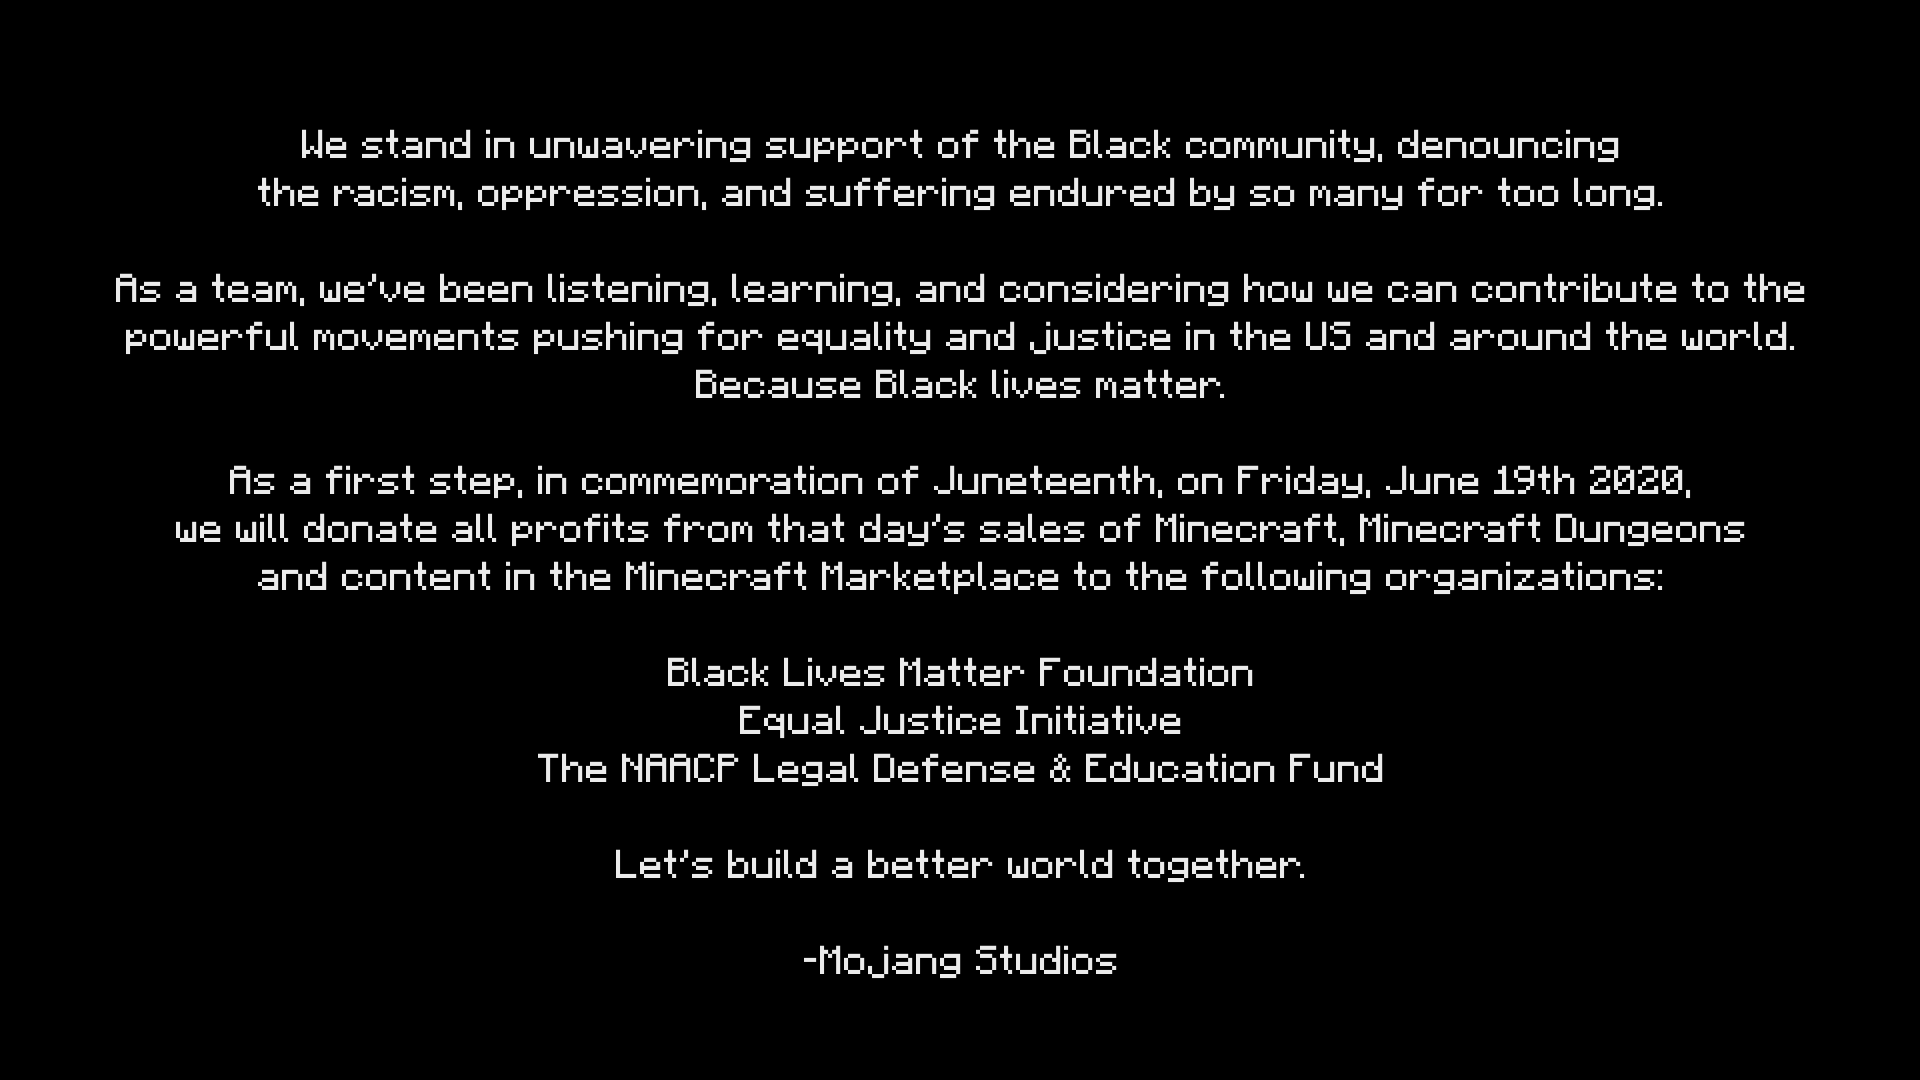 We stand in unwavering support of the Black community, denouncing
the racism, oppression, and suffering endured by so many for too long.
As a team, we've been listening, learning, and considering how we can contribute to the
powerful movements pushing for equality and justice in the US and around the world.
Because Black lives matter.
As a first step, in commemoration of Juneteenth, on Friday, June 19th 2020,
we will donate all profits from that day's sales of Minecraft, Minecraft Dungeons
and content in the Minecraft Marketplace to the following organizations:
Black Lives Matter Foundation
Equal Justice Initiative
The NAACP Legal Defense & Education Fund
Let's build a better world together.
-Mojang Studios